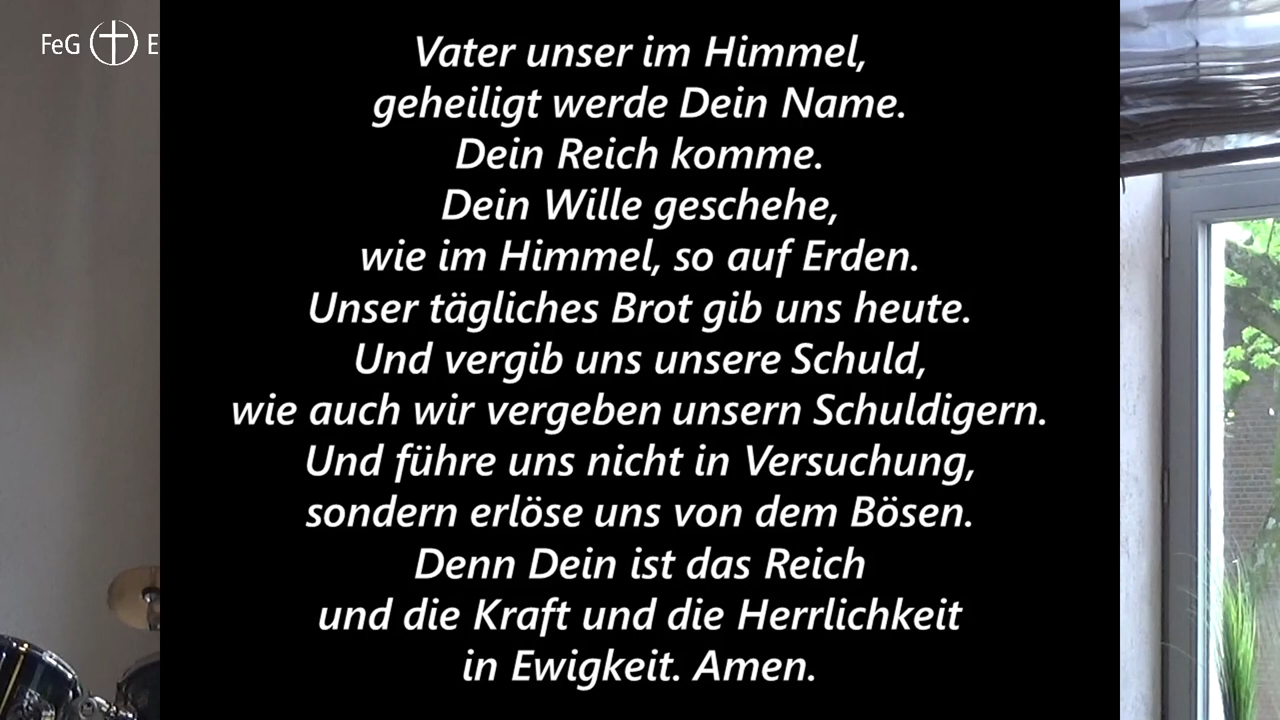 FeG E
Vater unser im Himmel,
geheiligt werde Dein Name.
Dein Reich komme.
Dein Wille geschehe,
wie im Himmel, so auf Erden.
Unser tägliches Brot gib uns heute.
Und vergib uns unsere Schuld,
wie auch wir vergeben unsern Schuldigern.
Und führe uns nicht in Versuchung,
sondern erlöse uns von dem Bösen.
Denn Dein ist das Reich
und die Kraft und die Herrlichkeit
in Ewigkeit. Amen.